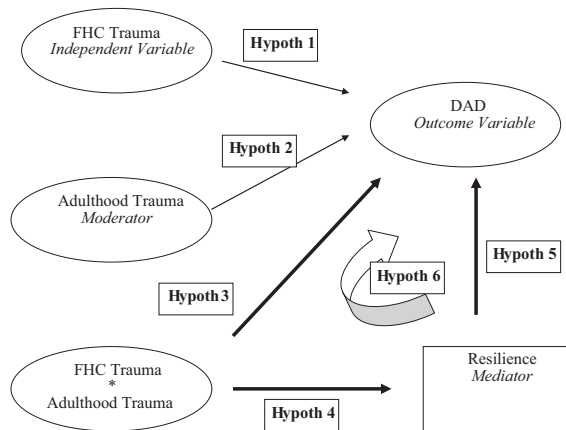 FHC Trauma
Independent Variable
Hypoth 1
DAD
Outcome Variable
Hypoth 2
Adulthood Trauma
Moderator
Hypoth 3
Hypoth 6
Hypoth 5
FHC Trauma
*
Adulthood Trauma
Hypoth 4
Resilience
Mediator